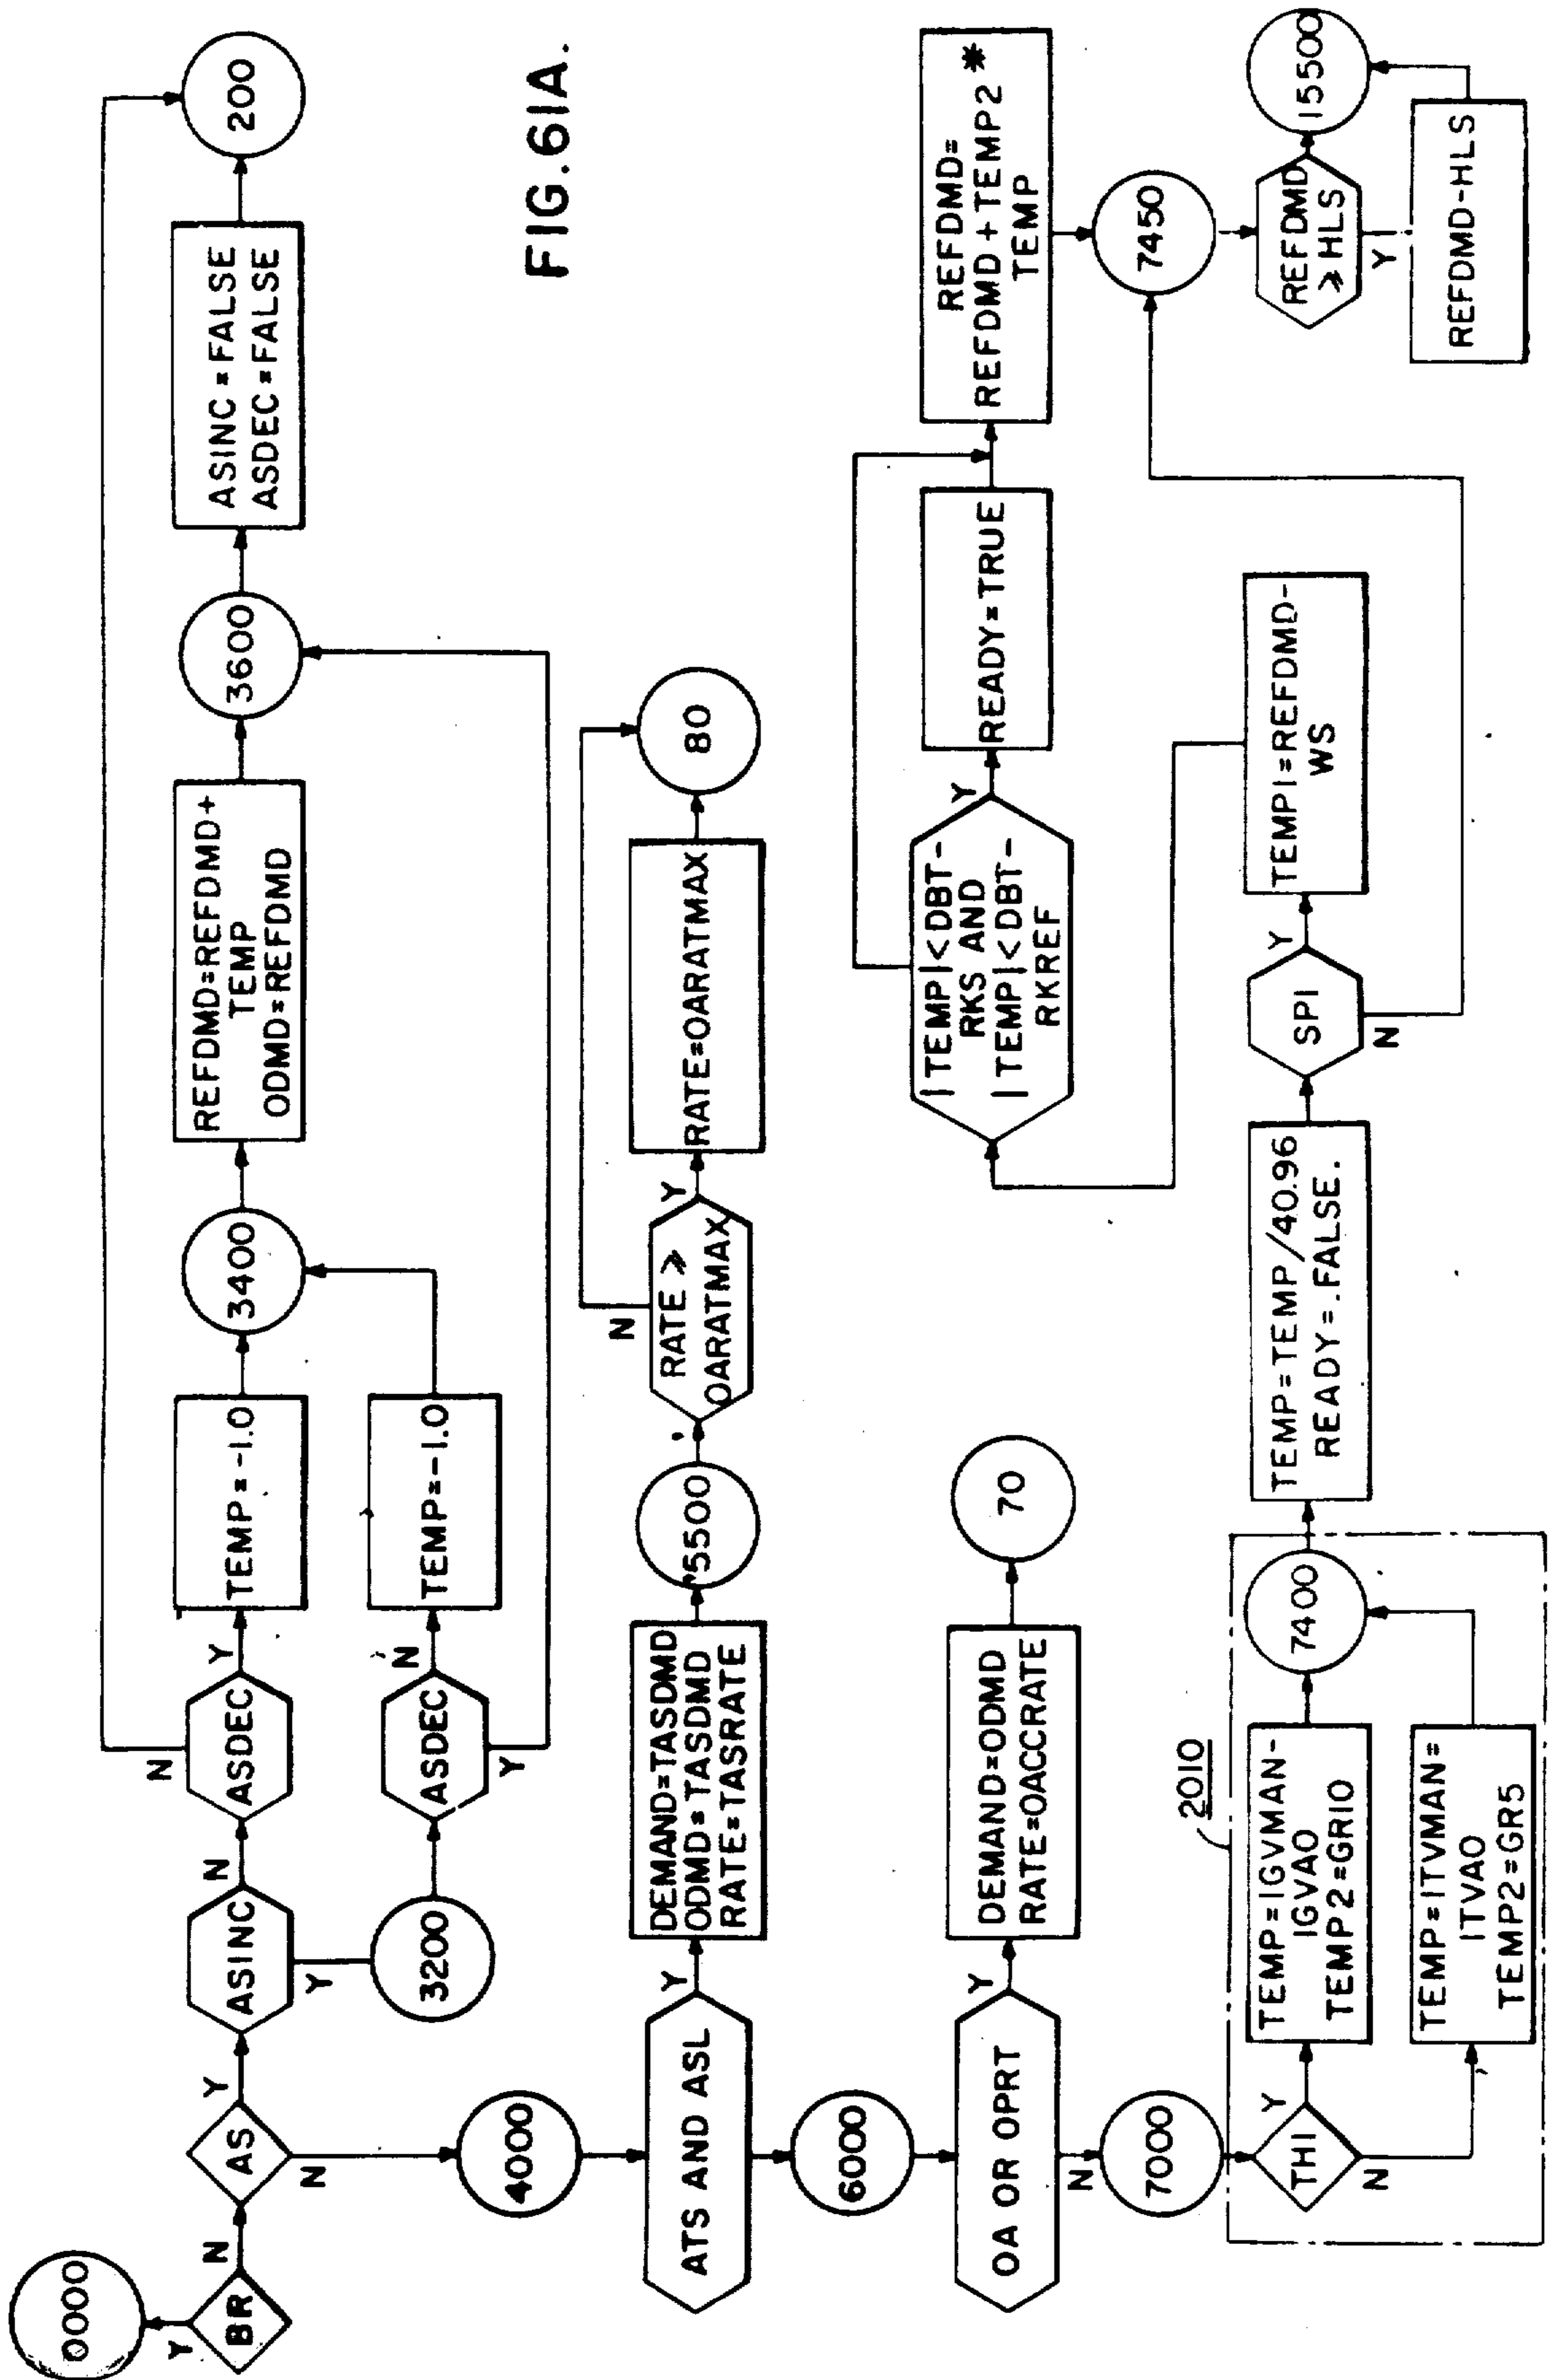 FIG.61A.
0000
Y
BR
N
AS
Y
N
ASINC
N
Y
ASDEC
Y
N
TEMP=-1.0
3400
REFDMD=REFDMD+
TEMP
ODMD=REFDMD
3600
ASINC=FALSE
ASDEC=FALSE
200
3200
ASDEC
N
Y
TEMP=-1.0
4000
ATS AND ASL
Y
DEMAND=TASDMD
ODMD=TASDMD
RATE=TASRATE
5500
RATE ≥
OARATMAX
Y
N
RATE=OARATMAX
80
6000
OA OR OPRT
Y
N
DEMAND=ODMD
RATE=OACCRATE
70
7000
2010
THI
Y
N
TEMP=IGVMAN-
IGVAO
TEMP2=GR10
TEMP=ITVMAN=
ITVAO
TEMP2=GR5
7400
TEMP=TEMP/40.96
READY=.FALSE.
SPI
Y
N
TEMP1=REFDMD-
WS
|TEMP|<DBT-
RKS AND
|TEMP|<DBT-
RKREF
Y
READY=TRUE
REFDMD=
REFDMD+TEMP2*
TEMP
7450
REFDMD
≥HLS
Y
REFDMD-HLS
15500